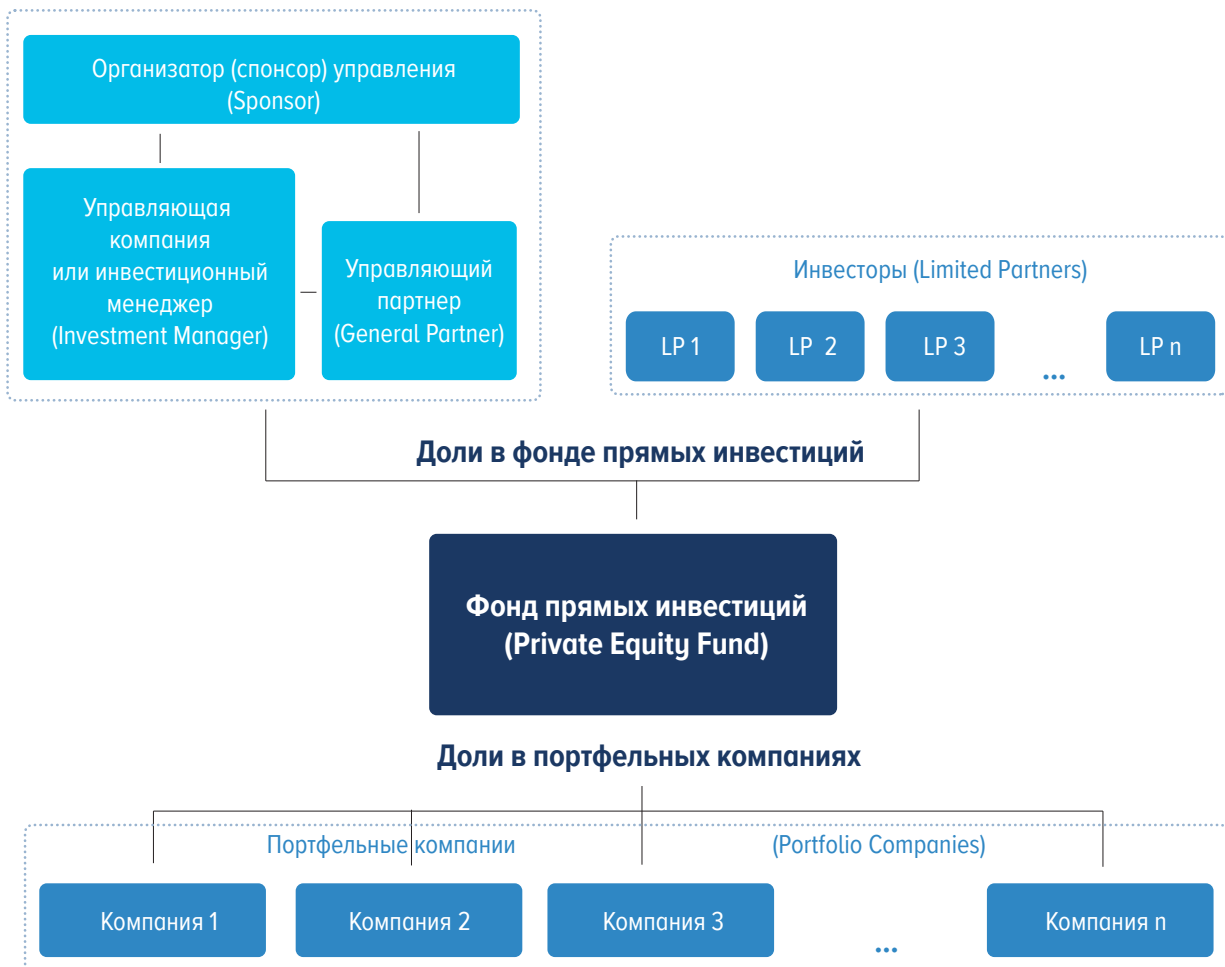 Организатор (спонсор) управления
(Sponsor)
Управляющая
компания
или инвестиционный
менеджер
(Investment Manager)
Управляющий
партнер
(General Partner)
Инвесторы (Limited Partners)
LP 1
LP 2
LP 3
...
LP n
Доли в фонде прямых инвестиций
Фонд прямых инвестиций
(Private Equity Fund)
Доли в портфельных компаниях
Портфельные компании (Portfolio Companies)
Компания 1
Компания 2
Компания 3
...
Компания n